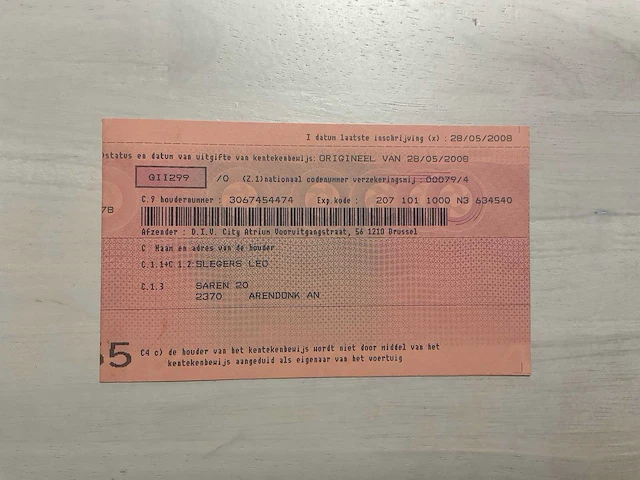 I datum laatste inschrijving (x) : 28/05/2008
status en datum van uitgifte van kentekenbewijs: ORIGINEEL VAN 28/05/2008
GII299 /0 (Z.1)nationaal codenummer verzekeringsmij :00079/4
7B
C.9 houdernummer : 3067454474 Exp.kode : 207 101 1000 N3 634540
Afzender : D.I.V. City Atrium Vooruitgangstraat, 56 1210 Brussel
C Naam en adres van de houder
C.1.1+C.1.2:SLEGERS LEO
C.1.3 SAREN 20
2370 ARENDONK AN
35 C4 c) de houder van het kentekenbewijs wordt niet door middel van het
kentekenbewijs aangeduid als eigenaar van het voertuig